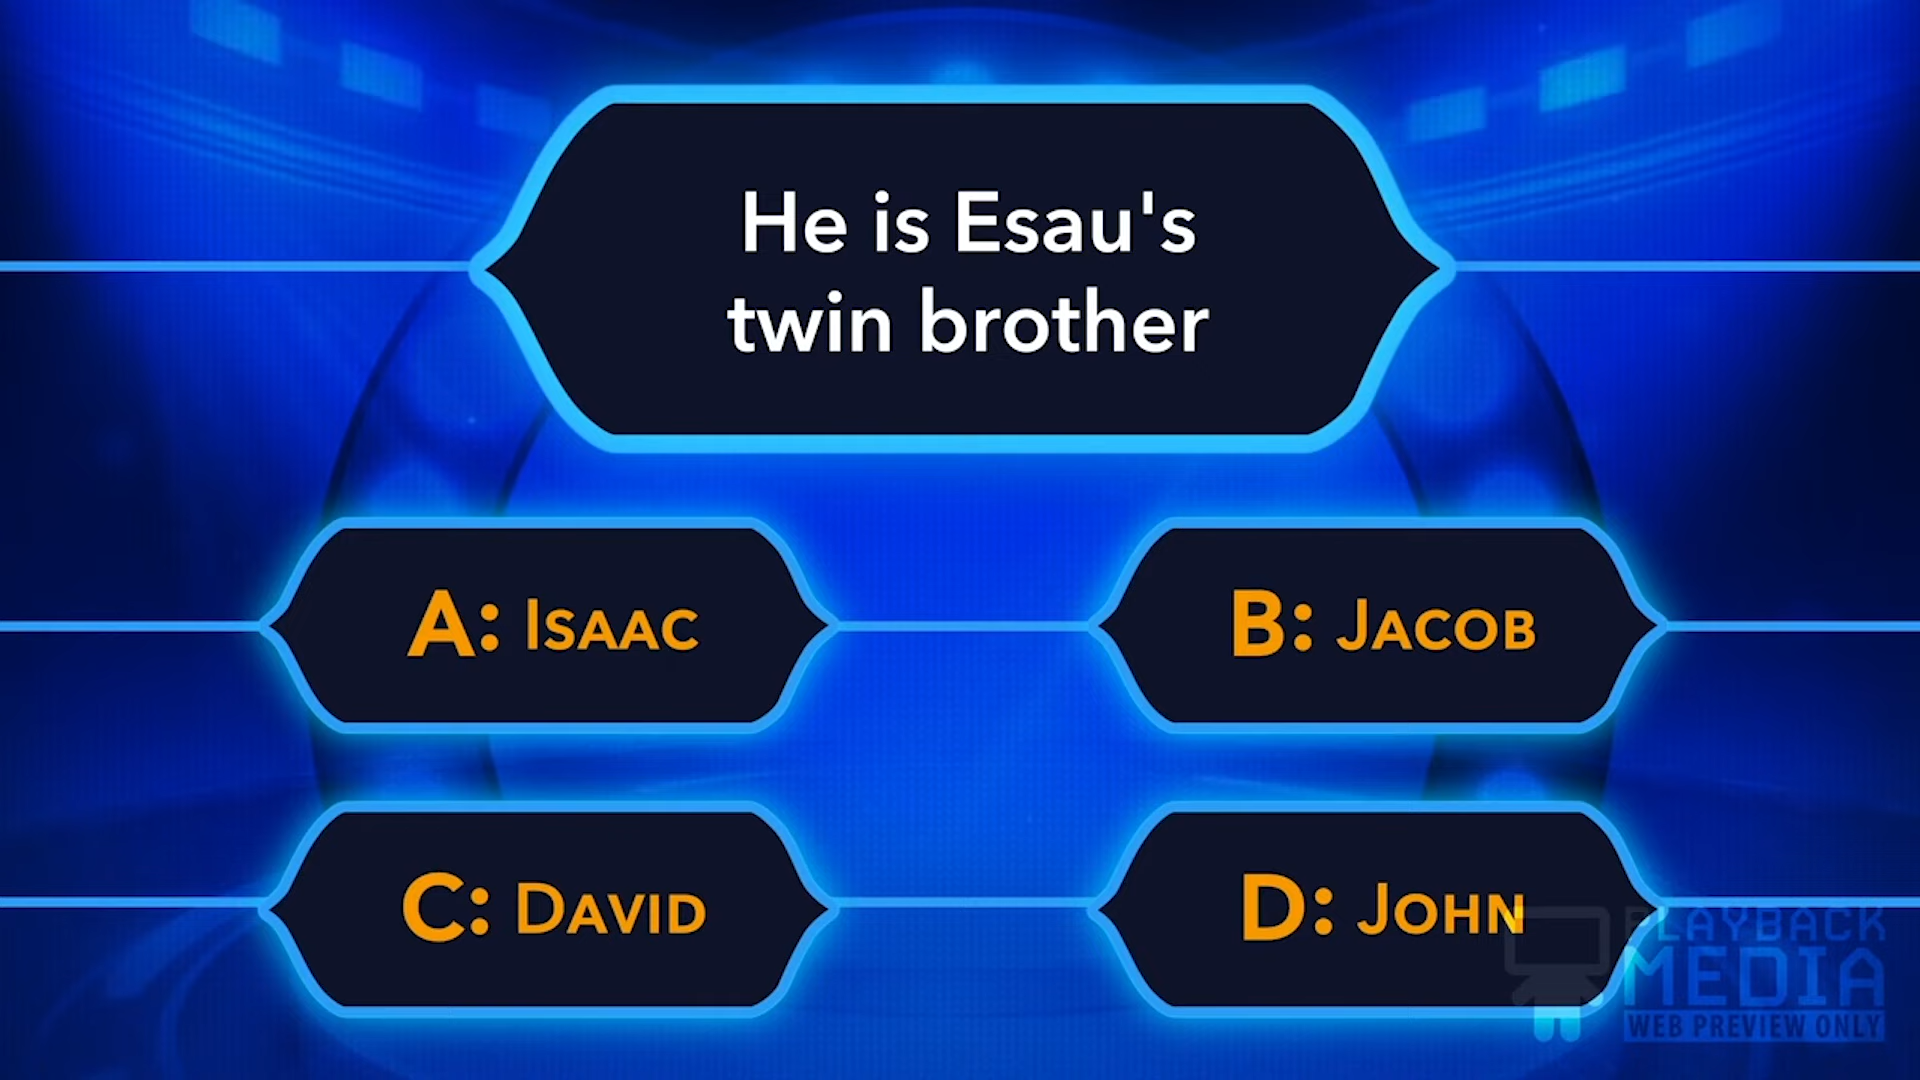 He is Esau's
twin brother
A: Isaac
B: Jacob
C: David
D: John
PLAYBACK
MEDIA
WEB PREVIEW ONLY